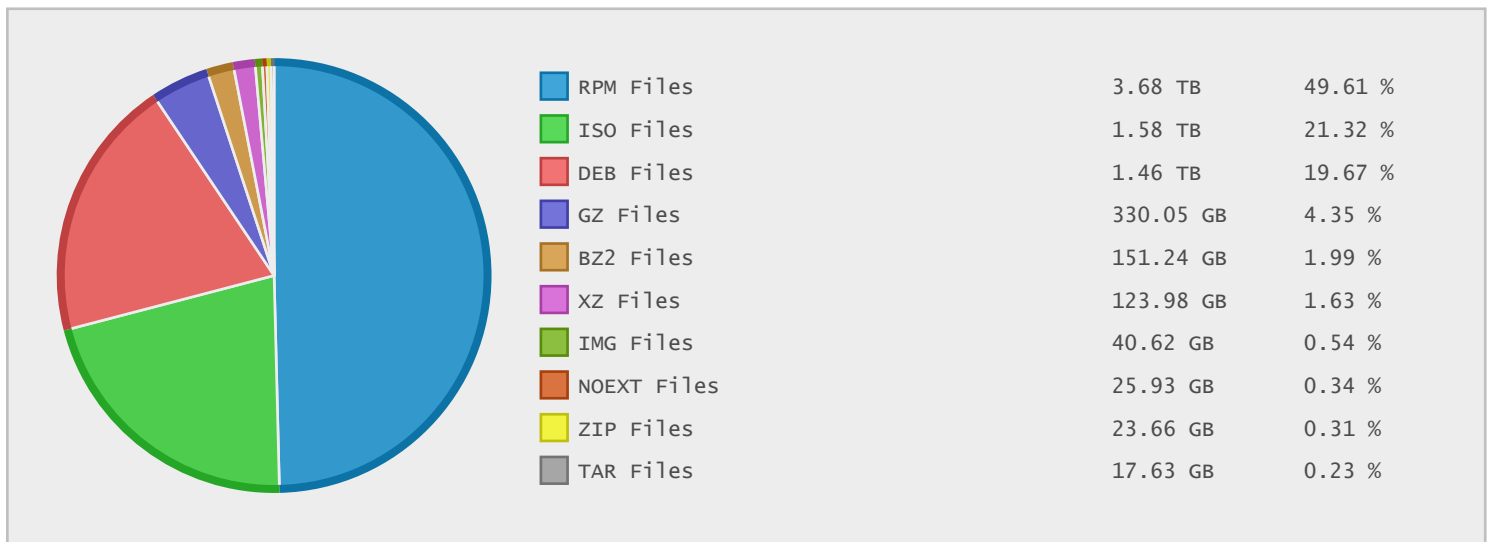 RPM Files 3.68 TB 49.61 %
ISO Files 1.58 TB 21.32 %
DEB Files 1.46 TB 19.67 %
GZ Files 330.05 GB 4.35 %
BZ2 Files 151.24 GB 1.99 %
XZ Files 123.98 GB 1.63 %
IMG Files 40.62 GB 0.54 %
NOEXT Files 25.93 GB 0.34 %
ZIP Files 23.66 GB 0.31 %
TAR Files 17.63 GB 0.23 %